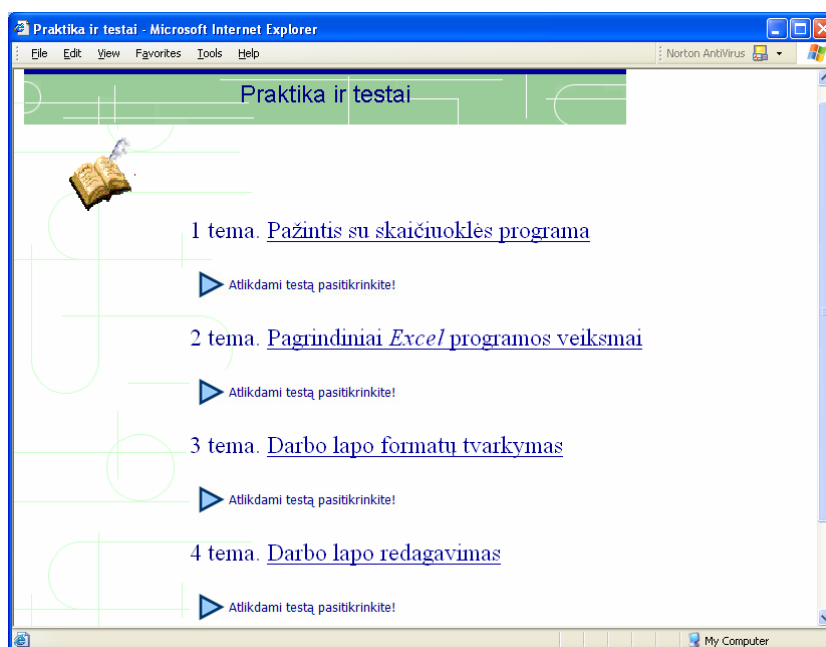 Praktika ir testai - Microsoft Internet Explorer
File Edit View Favorites Tools Help Norton AntiVirus
Praktika ir testai
1 tema. Pažintis su skaičiuoklės programa
Atlikdami testą pasitikrinkite!
2 tema. Pagrindiniai Excel programos veiksmai
Atlikdami testą pasitikrinkite!
3 tema. Darbo lapo formatų tvarkymas
Atlikdami testą pasitikrinkite!
4 tema. Darbo lapo redagavimas
Atlikdami testą pasitikrinkite!
My Computer